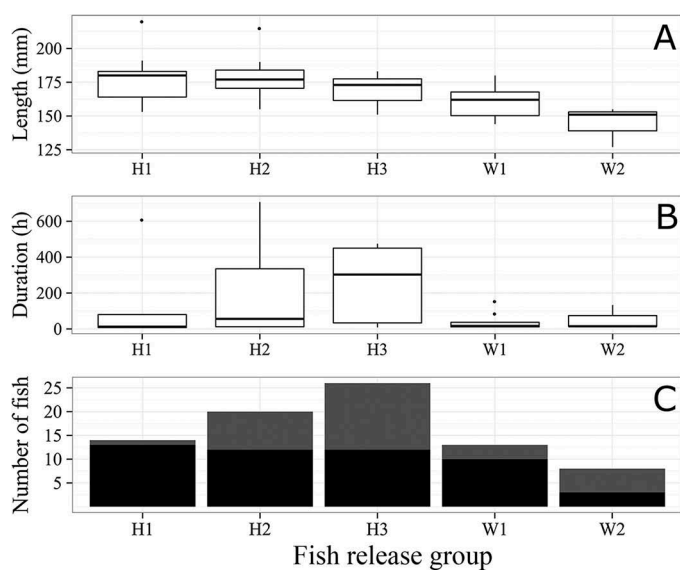 A
Length (mm)
200
175
150
125
H1 H2 H3 W1 W2
B
Duration (h)
600
400
200
0
H1 H2 H3 W1 W2
C
Number of fish
25
20
15
10
5
H1 H2 H3 W1 W2
Fish release group